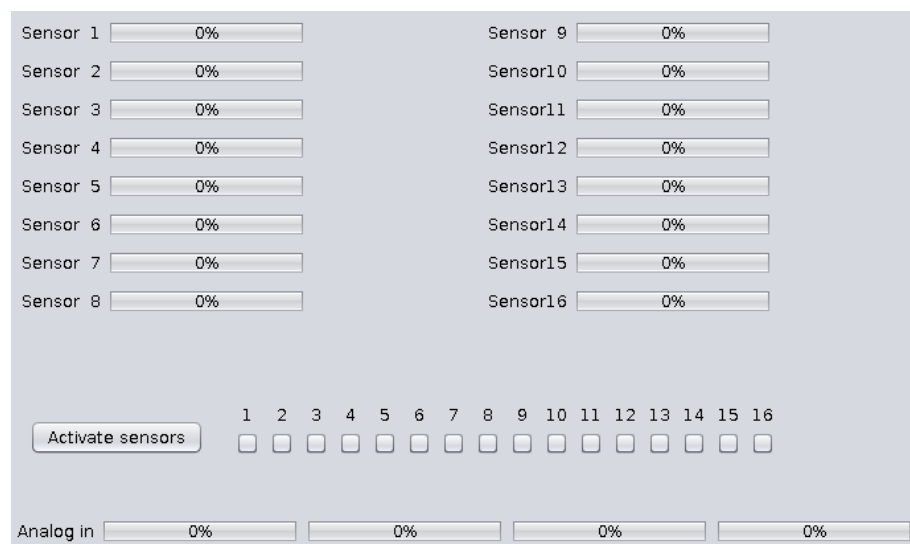 Sensor 1 0% Sensor 9 0%
Sensor 2 0% Sensor10 0%
Sensor 3 0% Sensor11 0%
Sensor 4 0% Sensor12 0%
Sensor 5 0% Sensor13 0%
Sensor 6 0% Sensor14 0%
Sensor 7 0% Sensor15 0%
Sensor 8 0% Sensor16 0%
1 2 3 4 5 6 7 8 9 10 11 12 13 14 15 16
Activate sensors
Analog in 0% 0% 0% 0%